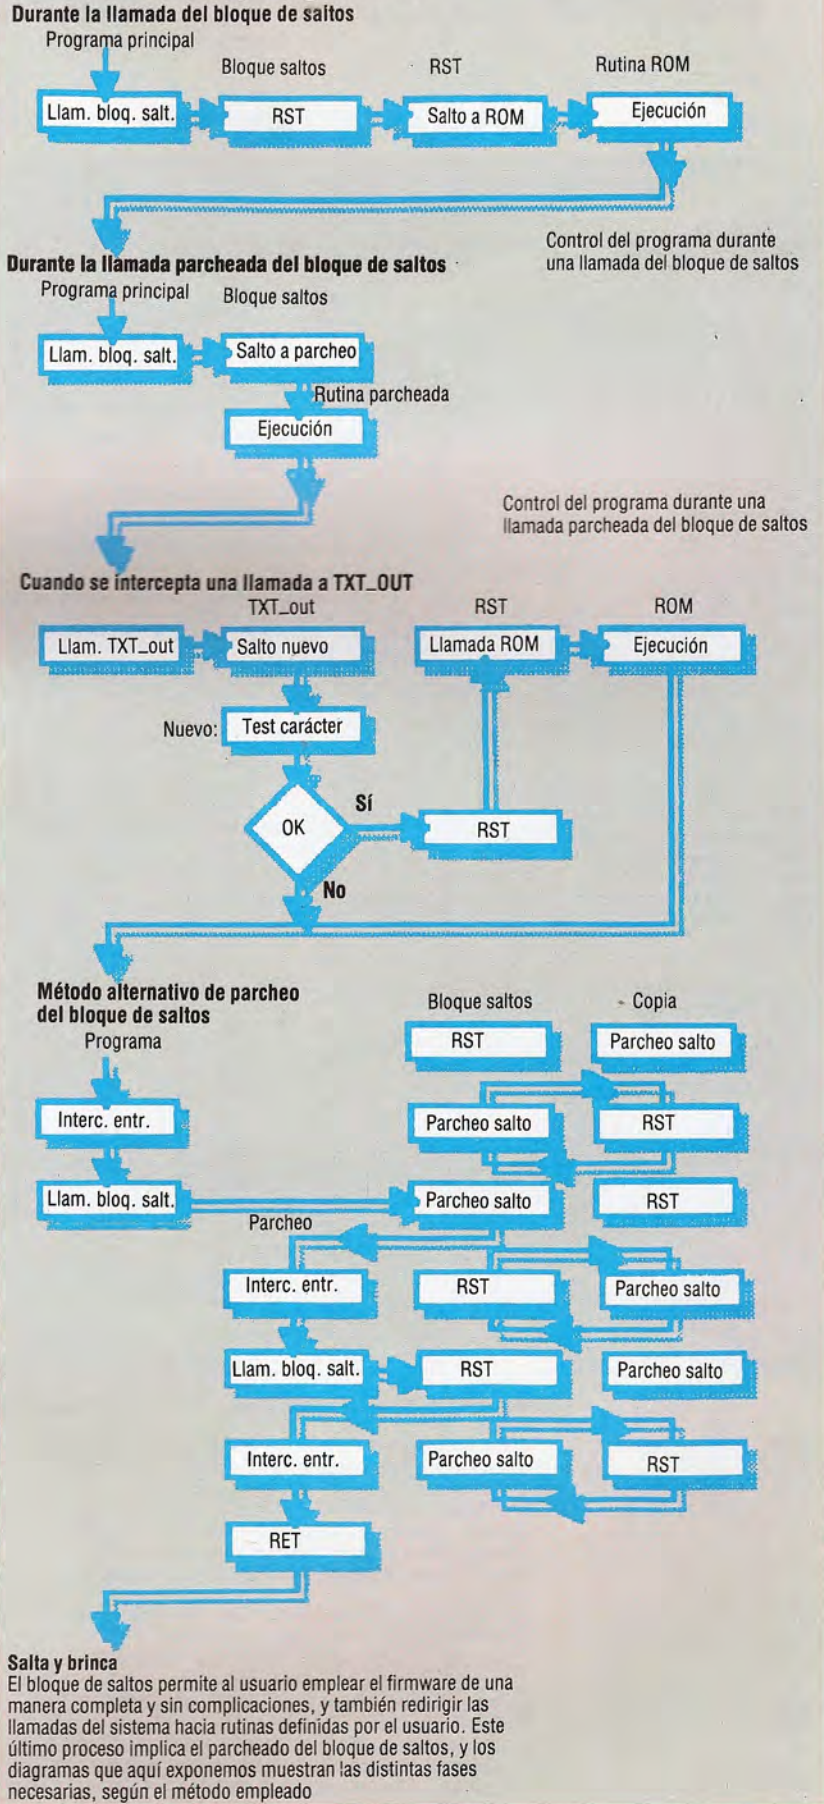 Durante la llamada del bloque de saltos
Programa principal
Bloque saltos
RST
Rutina ROM
Llam. bloq. salt.
RST
Salto a ROM
Ejecución
Control del programa durante
una llamada del bloque de saltos
Durante la llamada parcheada del bloque de saltos
Programa principal
Bloque saltos
Llam. bloq. salt.
Salto a parcheo
Rutina parcheada
Ejecución
Control del programa durante una
llamada parcheada del bloque de saltos
Cuando se intercepta una llamada a TXT_OUT
TXT_out
RST
ROM
Llam. TXT_out
Salto nuevo
Llamada ROM
Ejecución
Nuevo:
Test carácter
OK
Sí
RST
No
Método alternativo de parcheo
del bloque de saltos
Programa
Bloque saltos
Copia
RST
Parcheo salto
Interc. entr.
Parcheo salto
RST
Llam. bloq. salt.
Parcheo salto
RST
Parcheo
Interc. entr.
RST
Parcheo salto
Llam. bloq. salt.
RST
Parcheo salto
Interc. entr.
Parcheo salto
RST
RET
Salta y brinca
El bloque de saltos permite al usuario emplear el firmware de una
manera completa y sin complicaciones, y también redirigir las
llamadas del sistema hacia rutinas definidas por el usuario. Este
último proceso implica el parcheado del bloque de saltos, y los
diagramas que aquí exponemos muestran las distintas fases
necesarias, según el método empleado